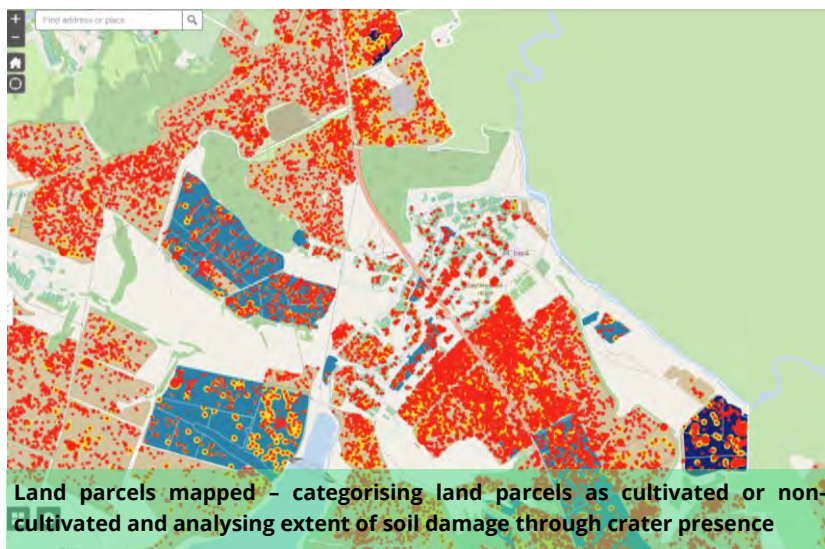 Find address or place
Land parcels mapped – categorising land parcels as cultivated or non-
cultivated and analysing extent of soil damage through crater presence